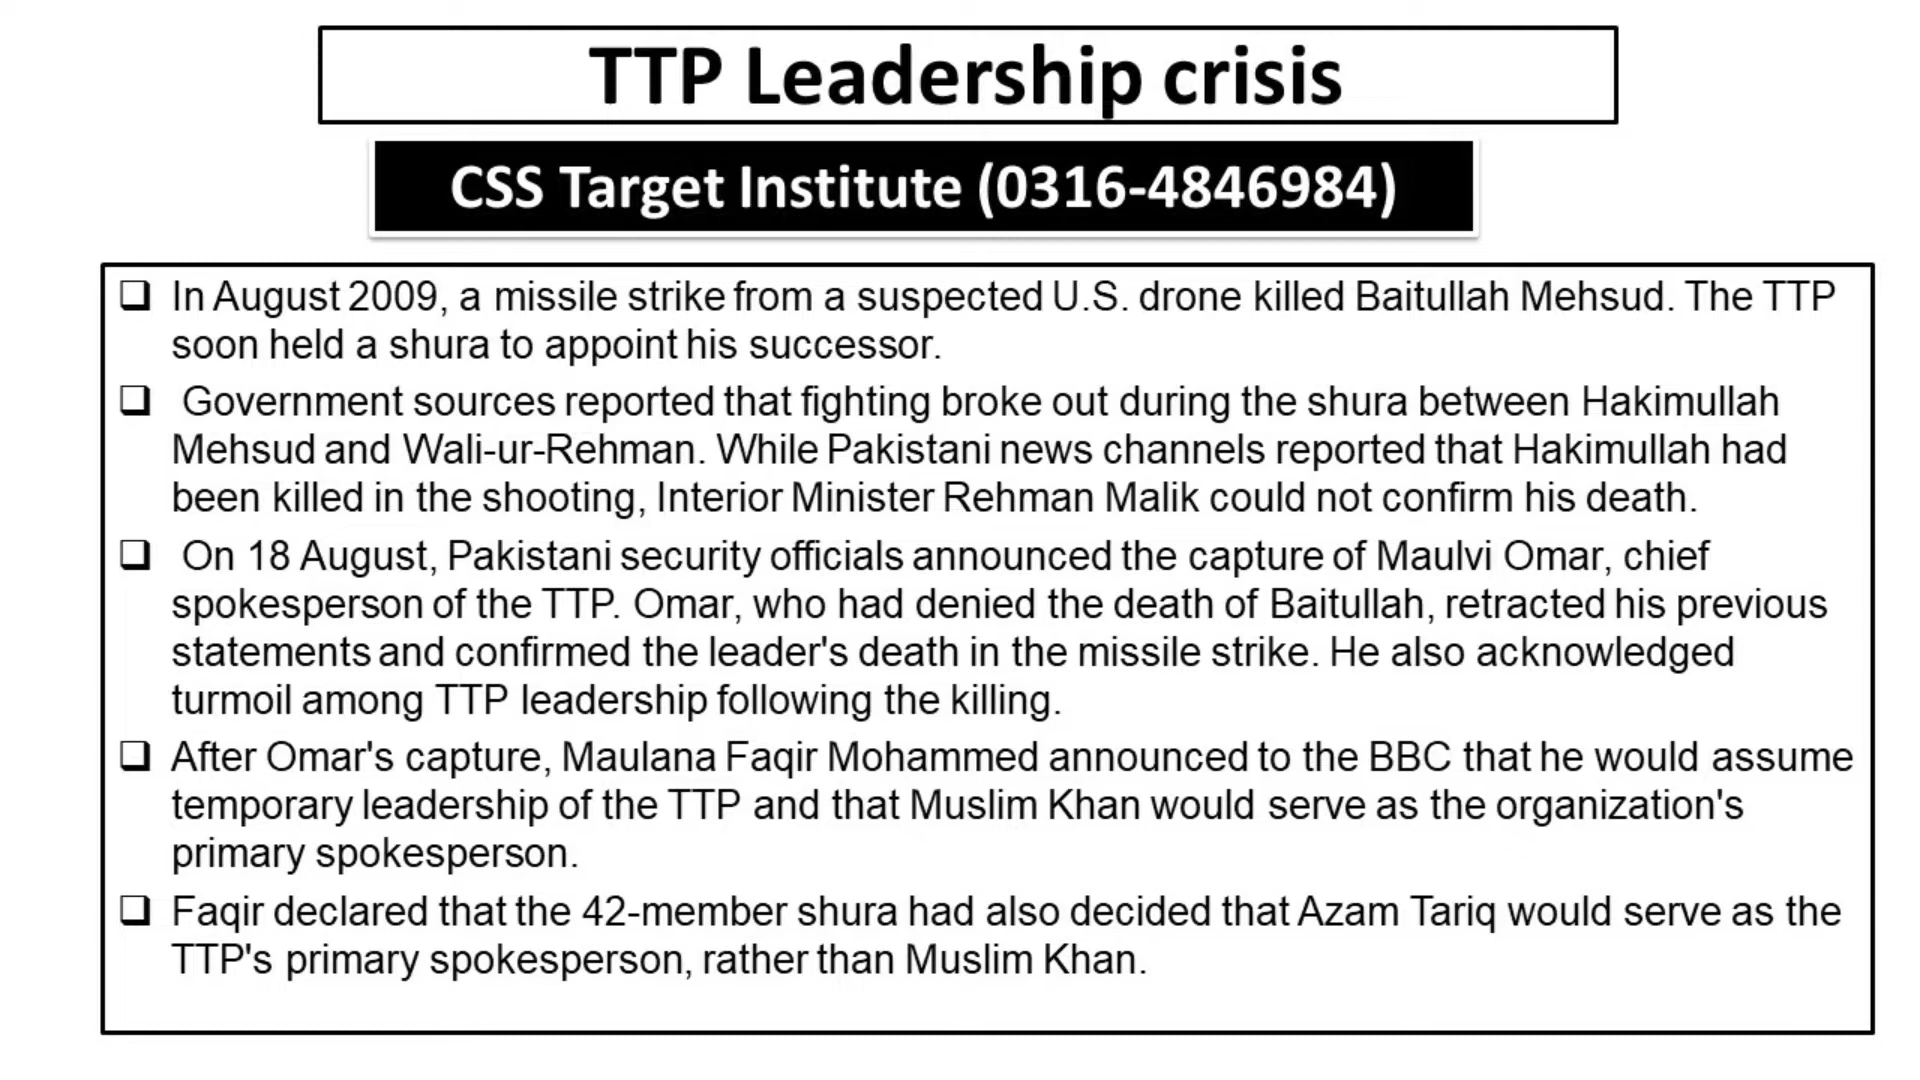 TTP Leadership crisis
CSS Target Institute (0316-4846984)
❑ In August 2009, a missile strike from a suspected U.S. drone killed Baitullah Mehsud. The TTP
soon held a shura to appoint his successor.
❑ Government sources reported that fighting broke out during the shura between Hakimullah
Mehsud and Wali-ur-Rehman. While Pakistani news channels reported that Hakimullah had
been killed in the shooting, Interior Minister Rehman Malik could not confirm his death.
❑ On 18 August, Pakistani security officials announced the capture of Maulvi Omar, chief
spokesperson of the TTP. Omar, who had denied the death of Baitullah, retracted his previous
statements and confirmed the leader's death in the missile strike. He also acknowledged
turmoil among TTP leadership following the killing.
❑ After Omar's capture, Maulana Faqir Mohammed announced to the BBC that he would assume
temporary leadership of the TTP and that Muslim Khan would serve as the organization's
primary spokesperson.
❑ Faqir declared that the 42-member shura had also decided that Azam Tariq would serve as the
TTP's primary spokesperson, rather than Muslim Khan.